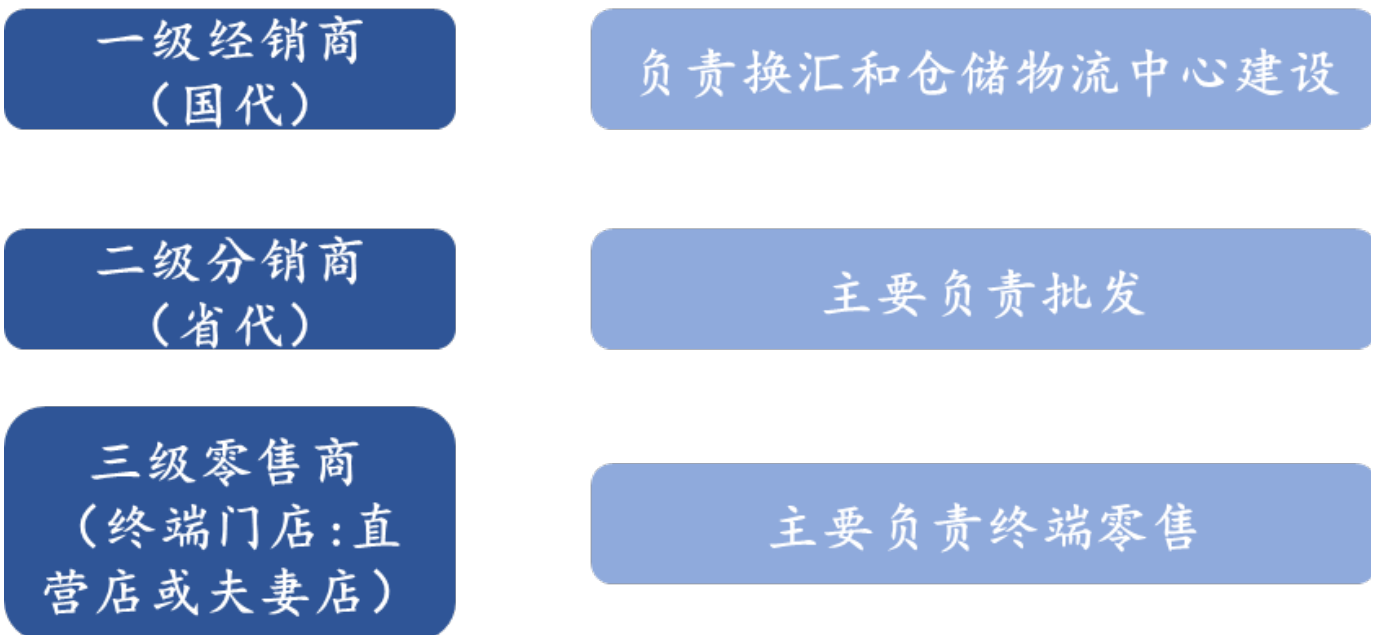 一级经销商
（国代）
负责换汇和仓储物流中心建设
二级分销商
（省代）
主要负责批发
三级零售商
（终端门店:直
营店或夫妻店）
主要负责终端零售